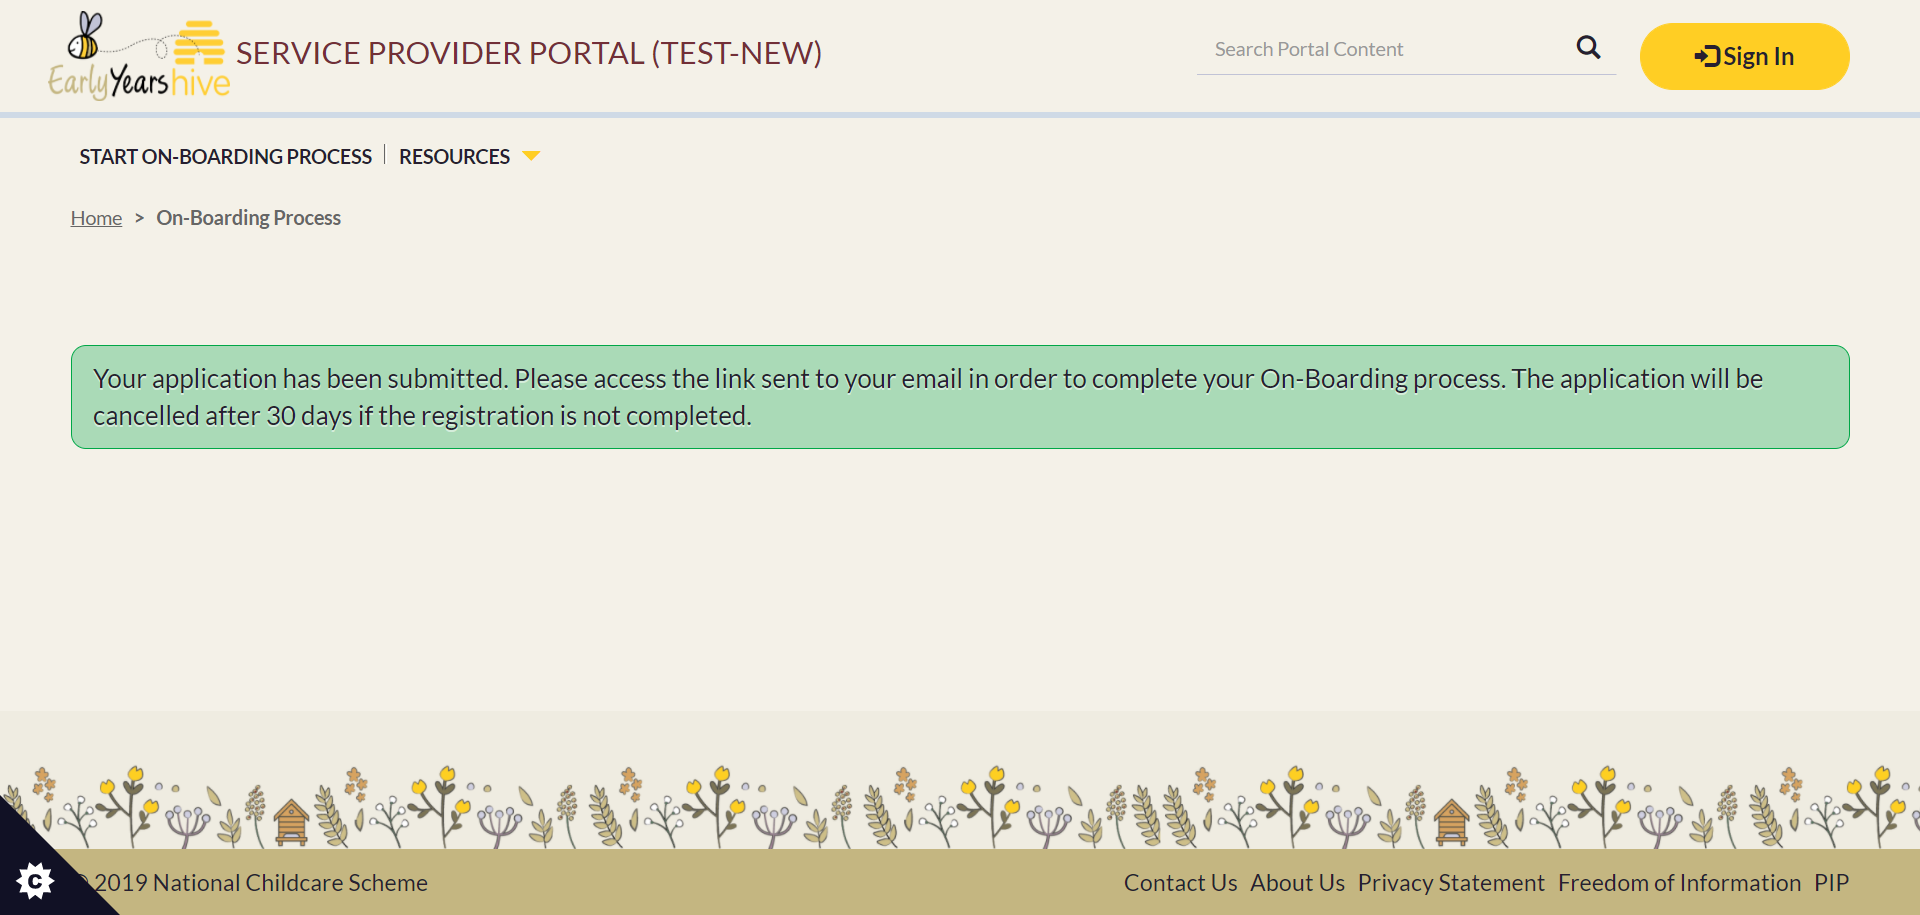 Early Years hive
SERVICE PROVIDER PORTAL (TEST-NEW)
Search Portal Content
Sign In
START ON-BOARDING PROCESS
RESOURCES
Home > On-Boarding Process
Your application has been submitted. Please access the link sent to your email in order to complete your On-Boarding process. The application will be
cancelled after 30 days if the registration is not completed.
C
© 2019 National Childcare Scheme
Contact Us About Us Privacy Statement Freedom of Information PIP